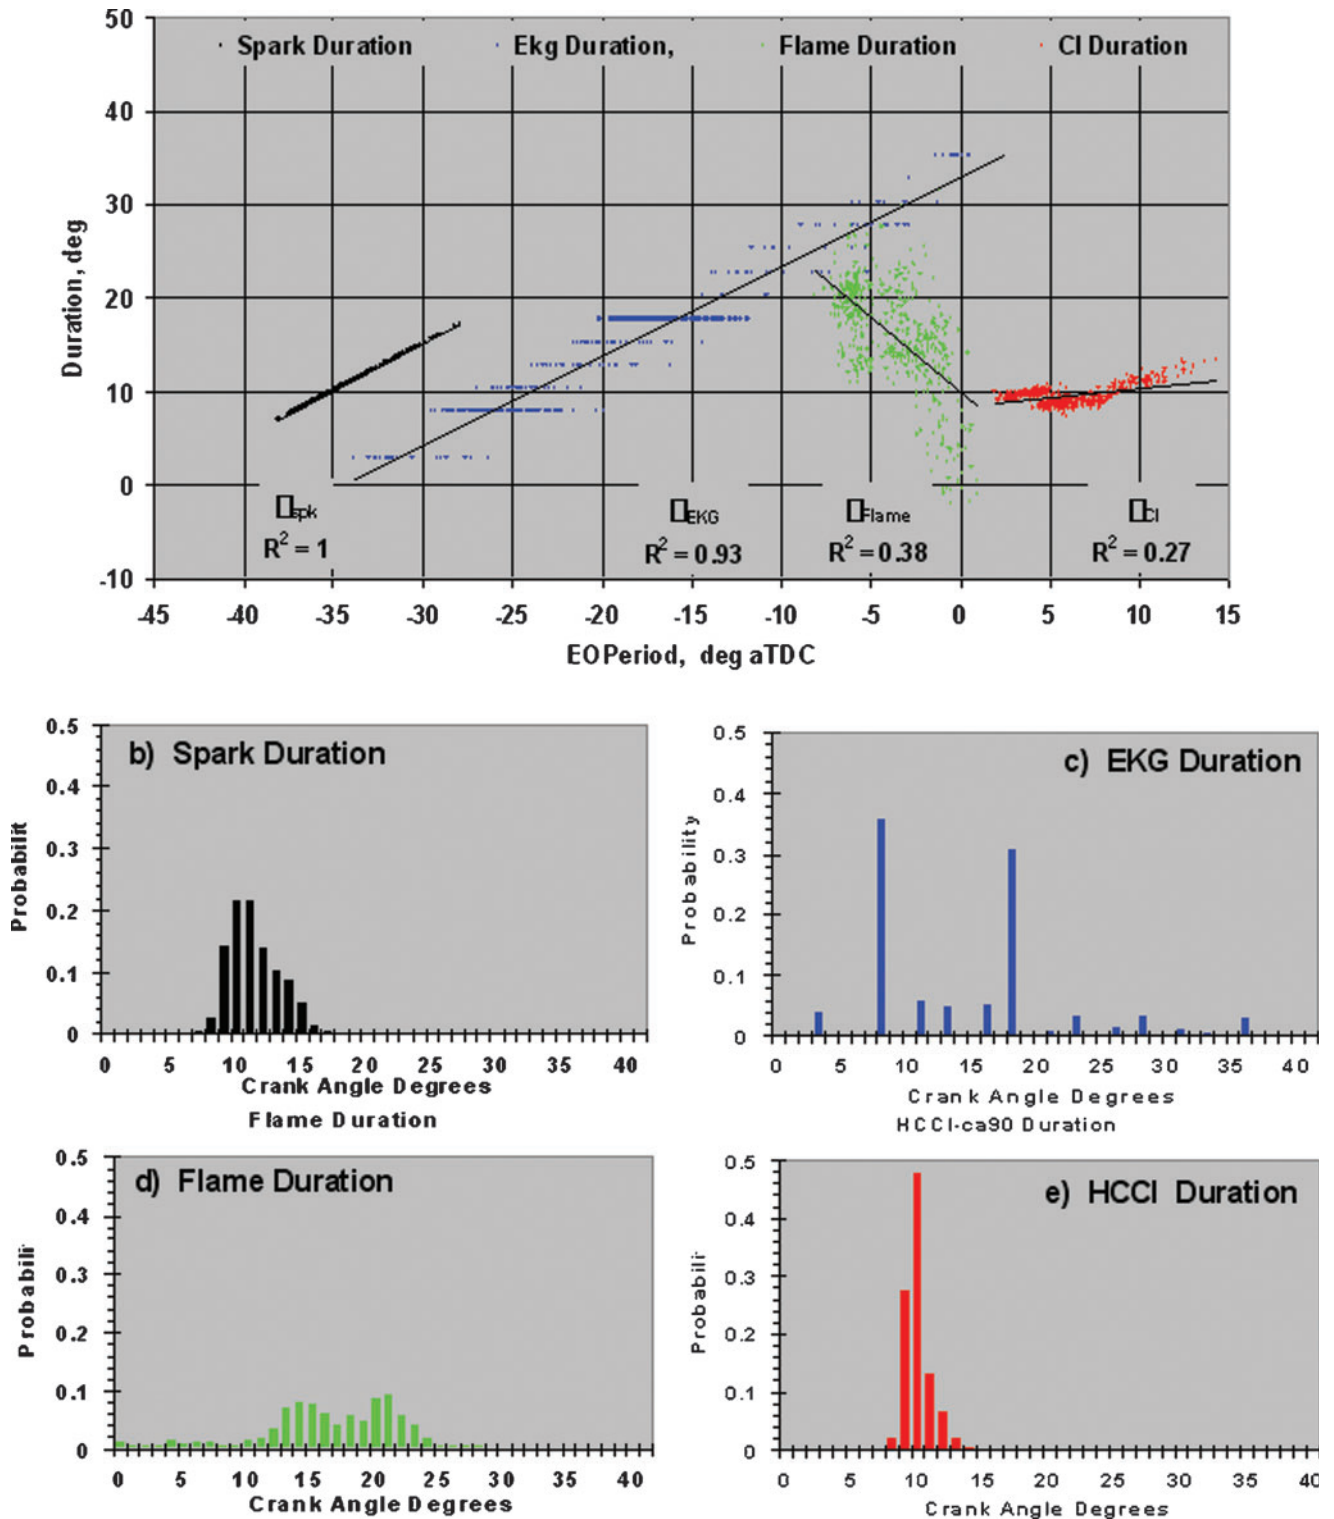 50
Spark Duration Ekg Duration, Flame Duration CI Duration
40
30
20
10
0
-10
Duration, deg
□spk □EKG □Flame □CI
R² = 1 R² = 0.93 R² = 0.38 R² = 0.27
-45 -40 -35 -30 -25 -20 -15 -10 -5 0 5 10 15
EOPeriod, deg aTDC
b) Spark Duration
0.5
0.4
0.3
0.2
0.1
0
Probabilit
0 5 10 15 20 25 30 35 40
Crank Angle Degrees
c) EKG Duration
0.5
0.4
0.3
0.2
0.1
0
Probability
0 5 10 15 20 25 30 35 40
Crank Angle Degrees
Flame Duration
d) Flame Duration
0.5
0.4
0.3
0.2
0.1
0
Probabili
0 5 10 15 20 25 30 35 40
Crank Angle Degrees
HCCI-ca90 Duration
e) HCCI Duration
0.5
0.4
0.3
0.2
0.1
0
Probabili
0 5 10 15 20 25 30 35 40
Crank Angle Degrees